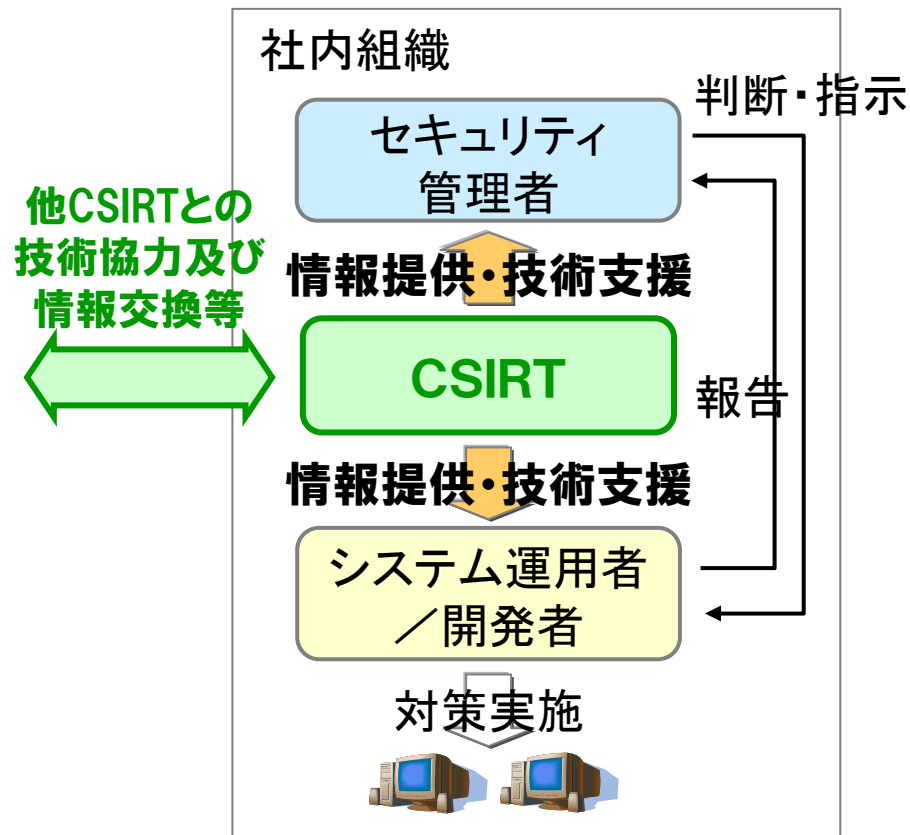 社内組織
判断・指示
セキュリティ
管理者
他CSIRTとの
技術協力及び
情報交換等
情報提供・技術支援
CSIRT
報告
情報提供・技術支援
システム運用者
／開発者
対策実施